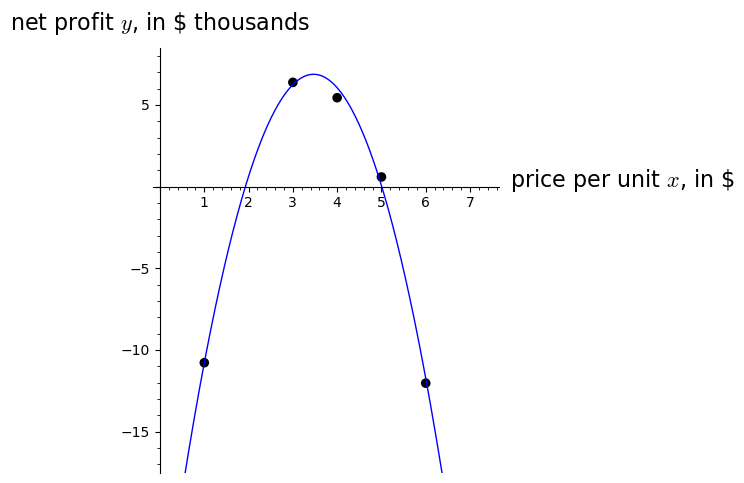 net profit y, in $ thousands
5
price per unit x, in $
1 2 3 4 5 6 7
−5
−10
−15